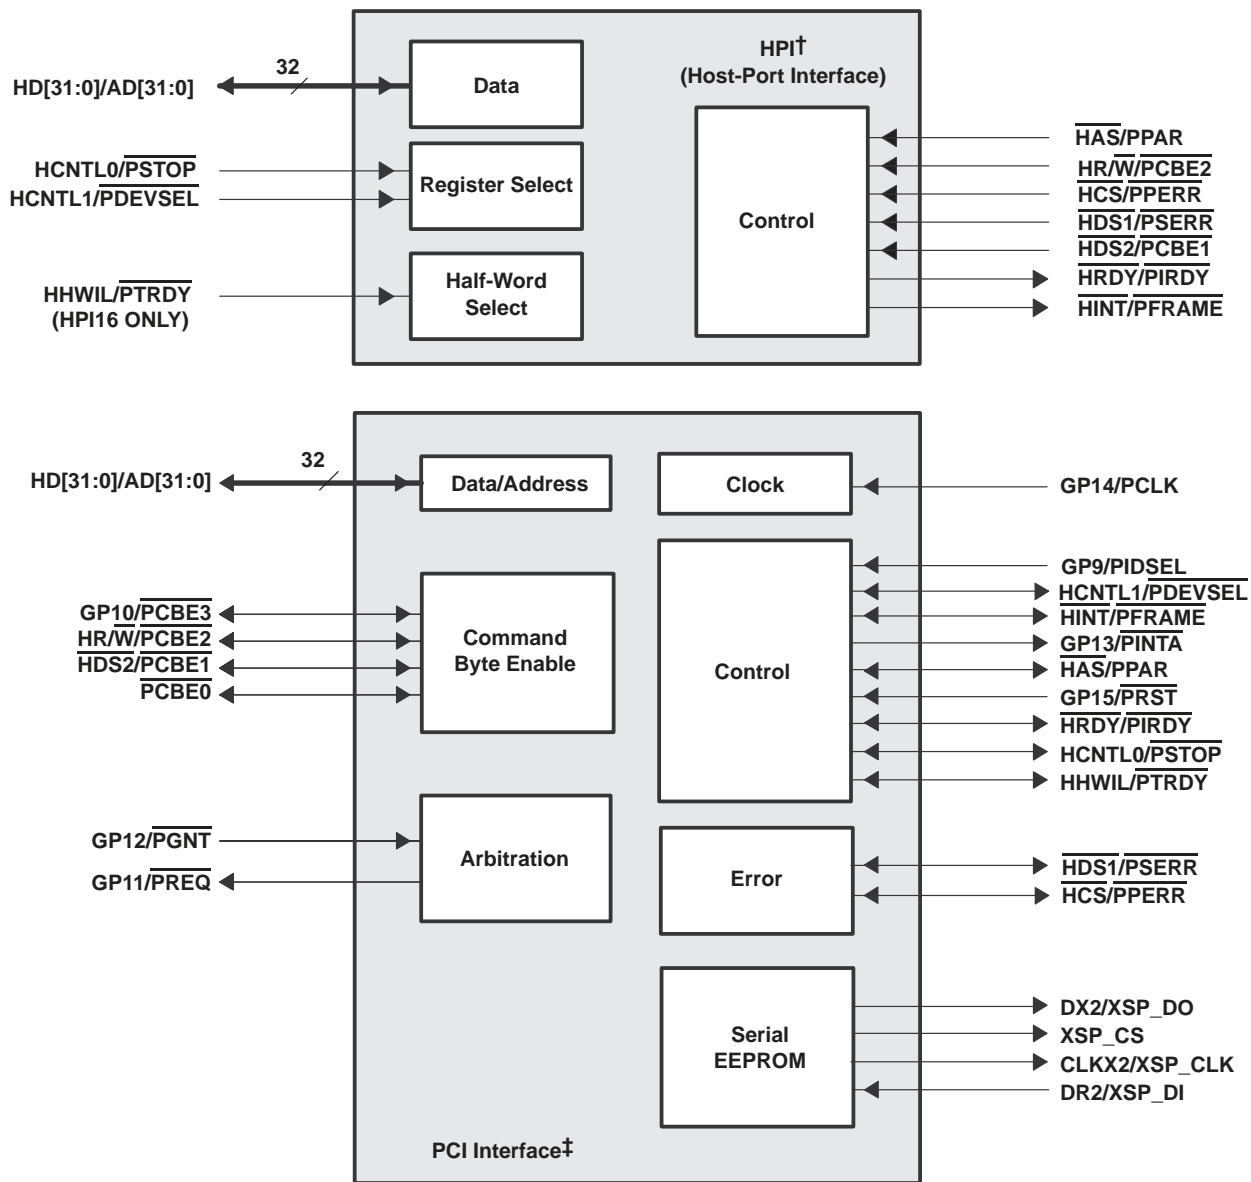 HPI†
(Host-Port Interface)
32
HD[31:0]/AD[31:0]
Data
HCNTL0/PSTOP
HCNTL1/PDEVSEL
Register Select
HHWIL/PTRDY
(HPI16 ONLY)
Half-Word
Select
Control
HAS/PPAR
HR/W/PCBE2
HCS/PPERR
HDS1/PSERR
HDS2/PCBE1
HRDY/PIRDY
HINT/PFRAME
32
HD[31:0]/AD[31:0]
Data/Address
Clock
GP14/PCLK
GP10/PCBE3
HR/W/PCBE2
HDS2/PCBE1
PCBE0
Command
Byte Enable
Control
GP9/PIDSEL
HCNTL1/PDEVSEL
HINT/PFRAME
GP13/PINTA
HAS/PPAR
GP15/PRST
HRDY/PIRDY
HCNTL0/PSTOP
HHWIL/PTRDY
GP12/PGNT
GP11/PREQ
Arbitration
Error
HDS1/PSERR
HCS/PPERR
Serial
EEPROM
DX2/XSP_DO
XSP_CS
CLKX2/XSP_CLK
DR2/XSP_DI
PCI Interface‡